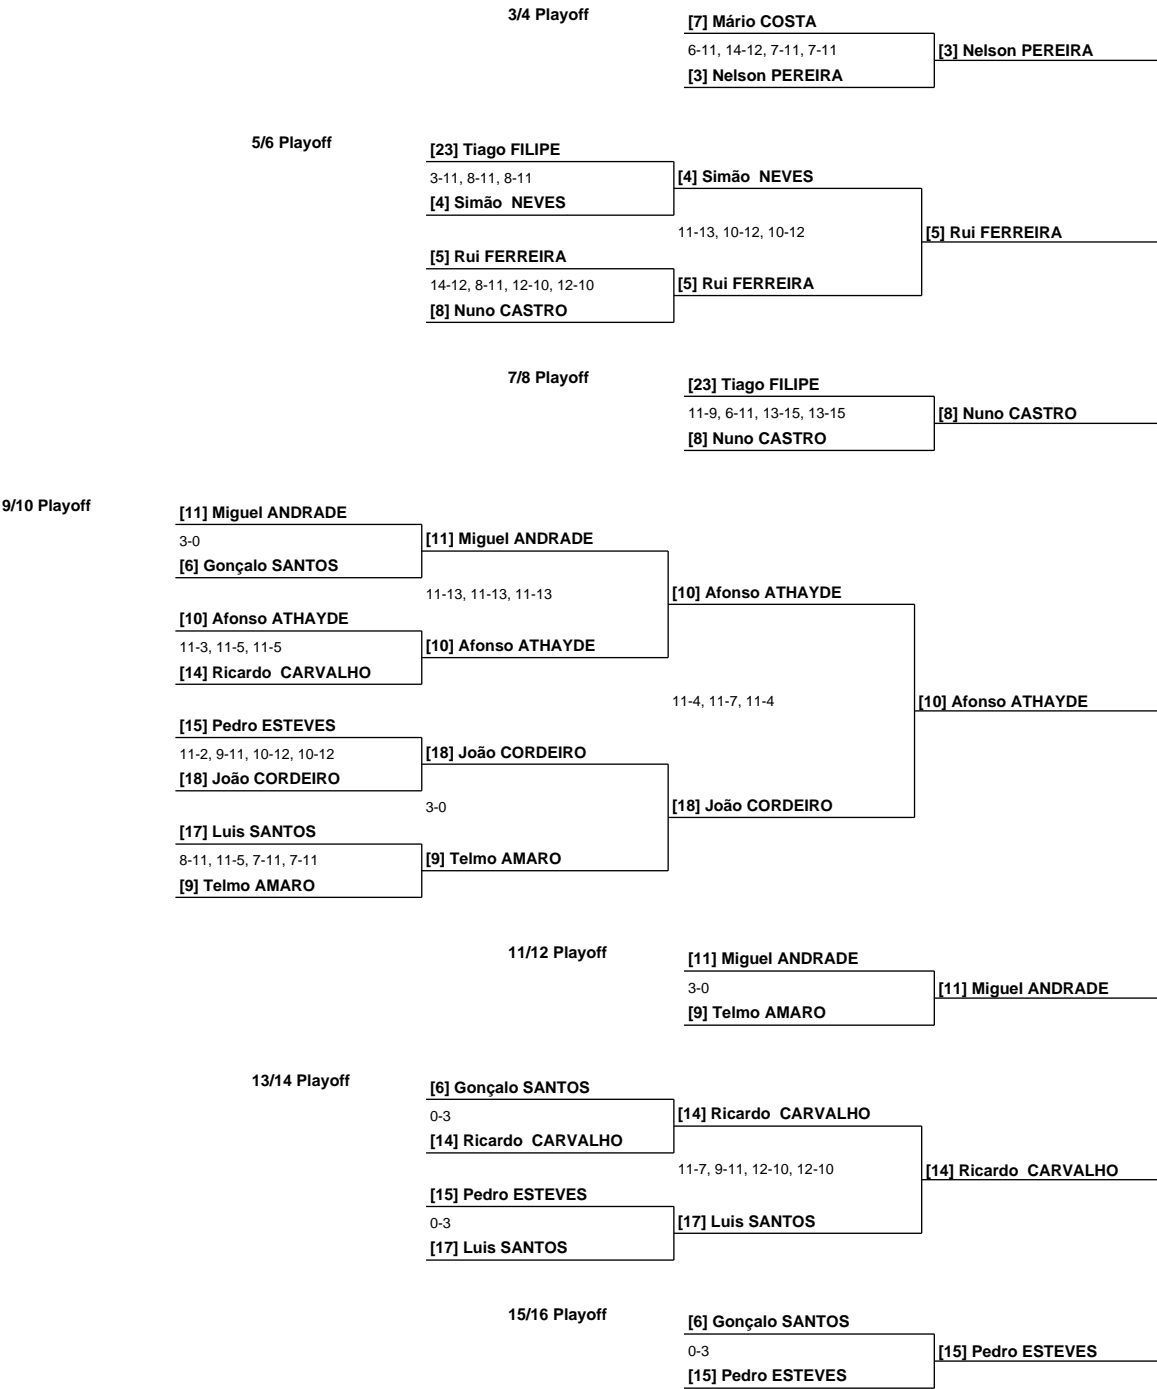 3/4 Playoff
[7] Mário COSTA
6-11, 14-12, 7-11, 7-11
[3] Nelson PEREIRA
[3] Nelson PEREIRA
5/6 Playoff
[23] Tiago FILIPE
3-11, 8-11, 8-11
[4] Simão  NEVES
[4] Simão  NEVES
11-13, 10-12, 10-12
[5] Rui FERREIRA
[5] Rui FERREIRA
14-12, 8-11, 12-10, 12-10
[5] Rui FERREIRA
[8] Nuno CASTRO
7/8 Playoff
[23] Tiago FILIPE
11-9, 6-11, 13-15, 13-15
[8] Nuno CASTRO
[8] Nuno CASTRO
9/10 Playoff
[11] Miguel ANDRADE
3-0
[11] Miguel ANDRADE
[6] Gonçalo SANTOS
11-13, 11-13, 11-13
[10] Afonso ATHAYDE
[10] Afonso ATHAYDE
11-3, 11-5, 11-5
[10] Afonso ATHAYDE
[14] Ricardo  CARVALHO
11-4, 11-7, 11-4
[10] Afonso ATHAYDE
[15] Pedro ESTEVES
11-2, 9-11, 10-12, 10-12
[18] João CORDEIRO
[18] João CORDEIRO
3-0
[18] João CORDEIRO
[17] Luis SANTOS
8-11, 11-5, 7-11, 7-11
[9] Telmo AMARO
[9] Telmo AMARO
11/12 Playoff
[11] Miguel ANDRADE
3-0
[11] Miguel ANDRADE
[9] Telmo AMARO
13/14 Playoff
[6] Gonçalo SANTOS
0-3
[14] Ricardo  CARVALHO
[14] Ricardo  CARVALHO
11-7, 9-11, 12-10, 12-10
[14] Ricardo  CARVALHO
[15] Pedro ESTEVES
0-3
[17] Luis SANTOS
[17] Luis SANTOS
15/16 Playoff
[6] Gonçalo SANTOS
0-3
[15] Pedro ESTEVES
[15] Pedro ESTEVES